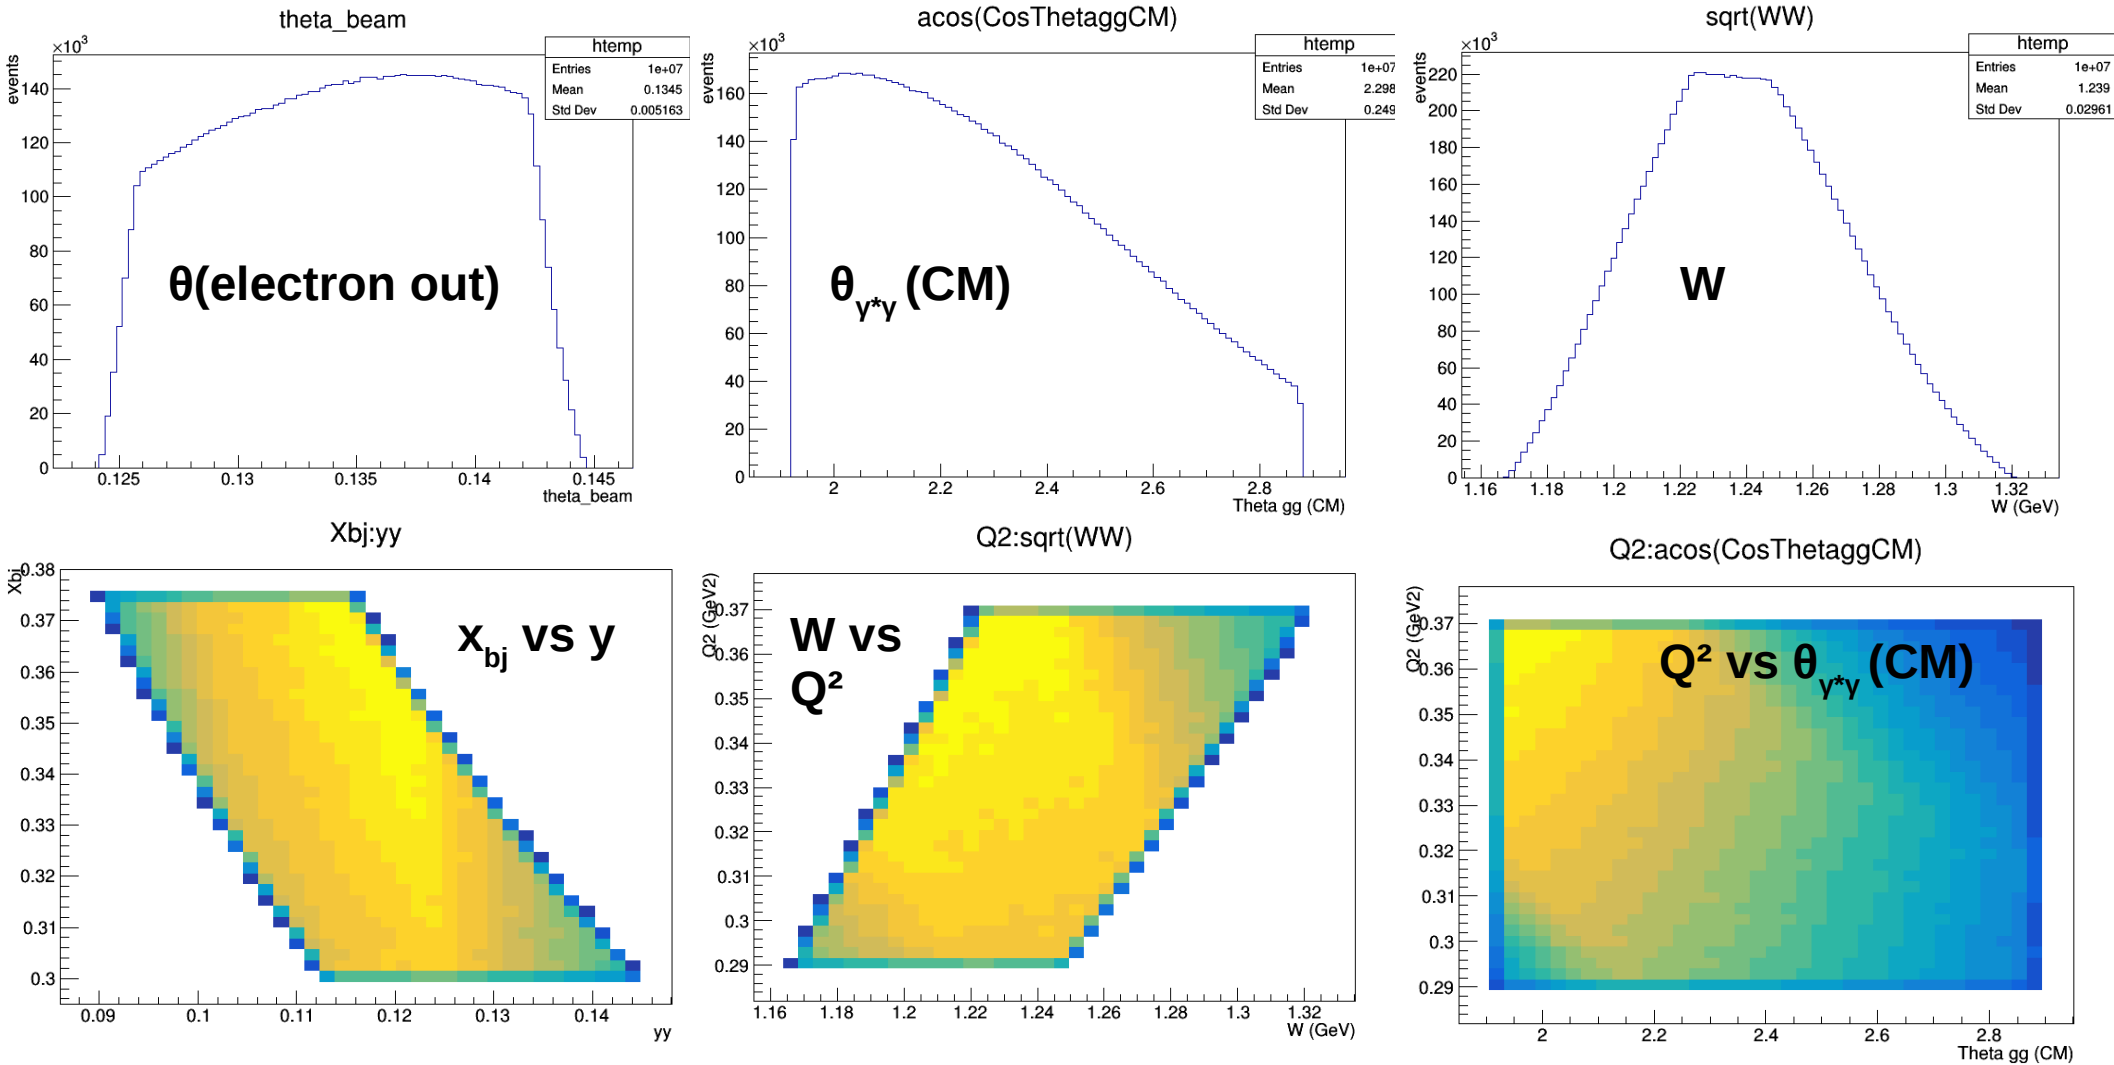 theta_beam
×10³
events
htemp
Entries 1e+07
Mean 0.1345
Std Dev 0.005163
140
120
100
80
60
40
20
0
θ(electron out)
0.125 0.13 0.135 0.14 0.145
theta_beam
acos(CosThetaggCM)
×10³
events
htemp
Entries 1e+07
Mean 2.298
Std Dev 0.249
160
140
120
100
80
60
40
20
0
θγ*γ (CM)
2 2.2 2.4 2.6 2.8
Theta gg (CM)
sqrt(WW)
×10³
events
htemp
Entries 1e+07
Mean 1.239
Std Dev 0.02961
220
200
180
160
140
120
100
80
60
40
20
0
W
1.16 1.18 1.2 1.22 1.24 1.26 1.28 1.3 1.32
W (GeV)
Xbj:yy
Xbj
0.38
0.37
0.36
0.35
0.34
0.33
0.32
0.31
0.3
xbj vs y
0.09 0.1 0.11 0.12 0.13 0.14
yy
Q2:sqrt(WW)
Q2 (GeV2)
0.37
0.36
0.35
0.34
0.33
0.32
0.31
0.3
0.29
W vs
Q²
1.16 1.18 1.2 1.22 1.24 1.26 1.28 1.3 1.32
W (GeV)
Q2:acos(CosThetaggCM)
Q2 (GeV2)
0.37
0.36
0.35
0.34
0.33
0.32
0.31
0.3
0.29
Q² vs θγ*γ (CM)
2 2.2 2.4 2.6 2.8
Theta gg (CM)